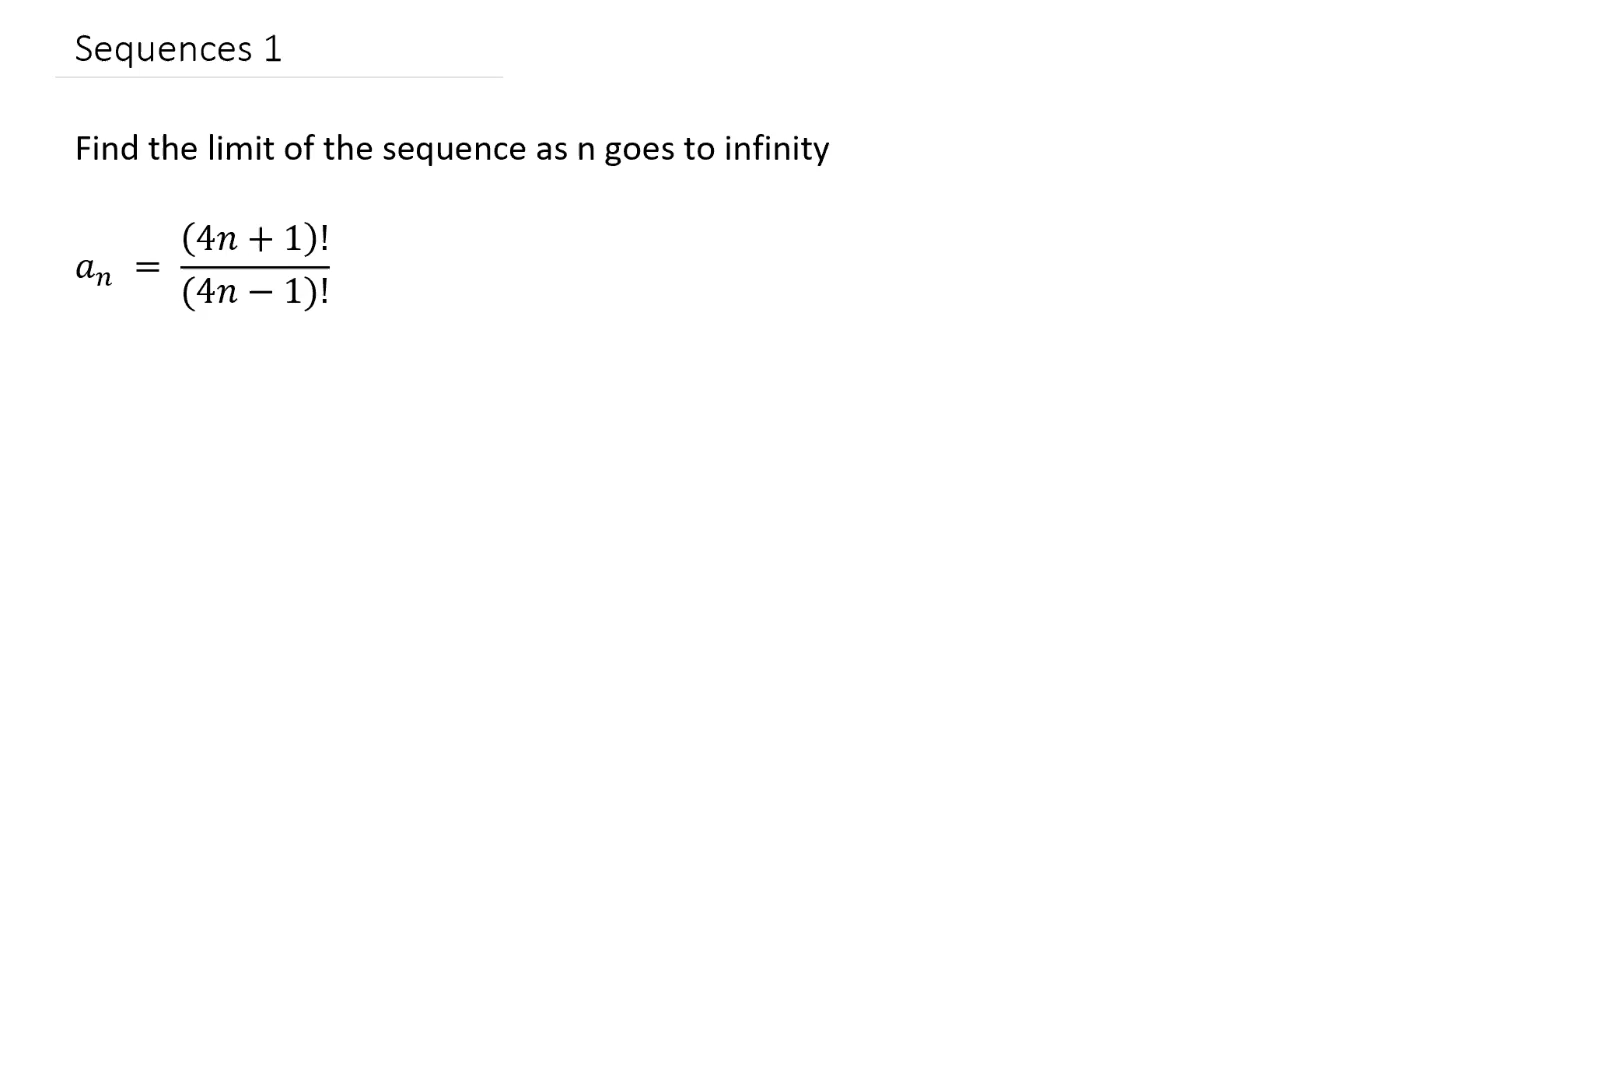 Sequences 1
Find the limit of the sequence as n goes to infinity
aₙ = (4n + 1)! / (4n − 1)!